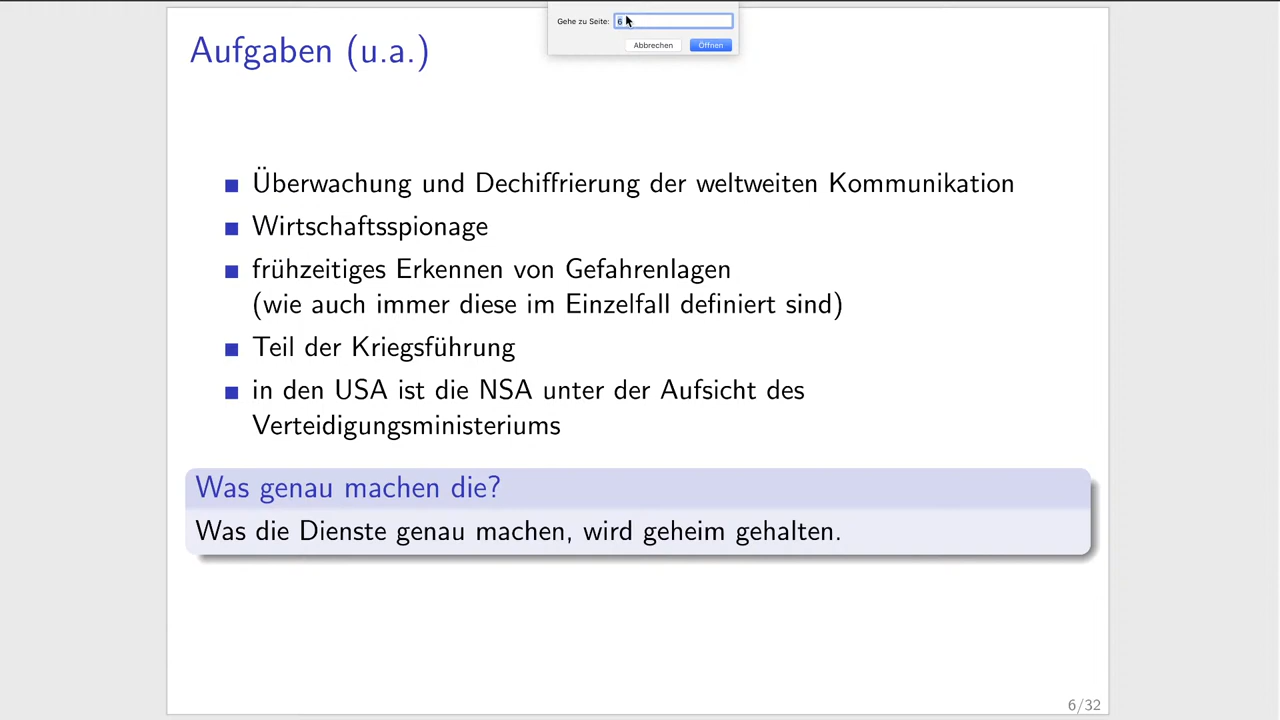 Gehe zu Seite: 6
Abbrechen Öffnen
Aufgaben (u.a.)
Überwachung und Dechiffrierung der weltweiten Kommunikation
Wirtschaftsspionage
frühzeitiges Erkennen von Gefahrenlagen
(wie auch immer diese im Einzelfall definiert sind)
Teil der Kriegsführung
in den USA ist die NSA unter der Aufsicht des
Verteidigungsministeriums
Was genau machen die?
Was die Dienste genau machen, wird geheim gehalten.
6/32